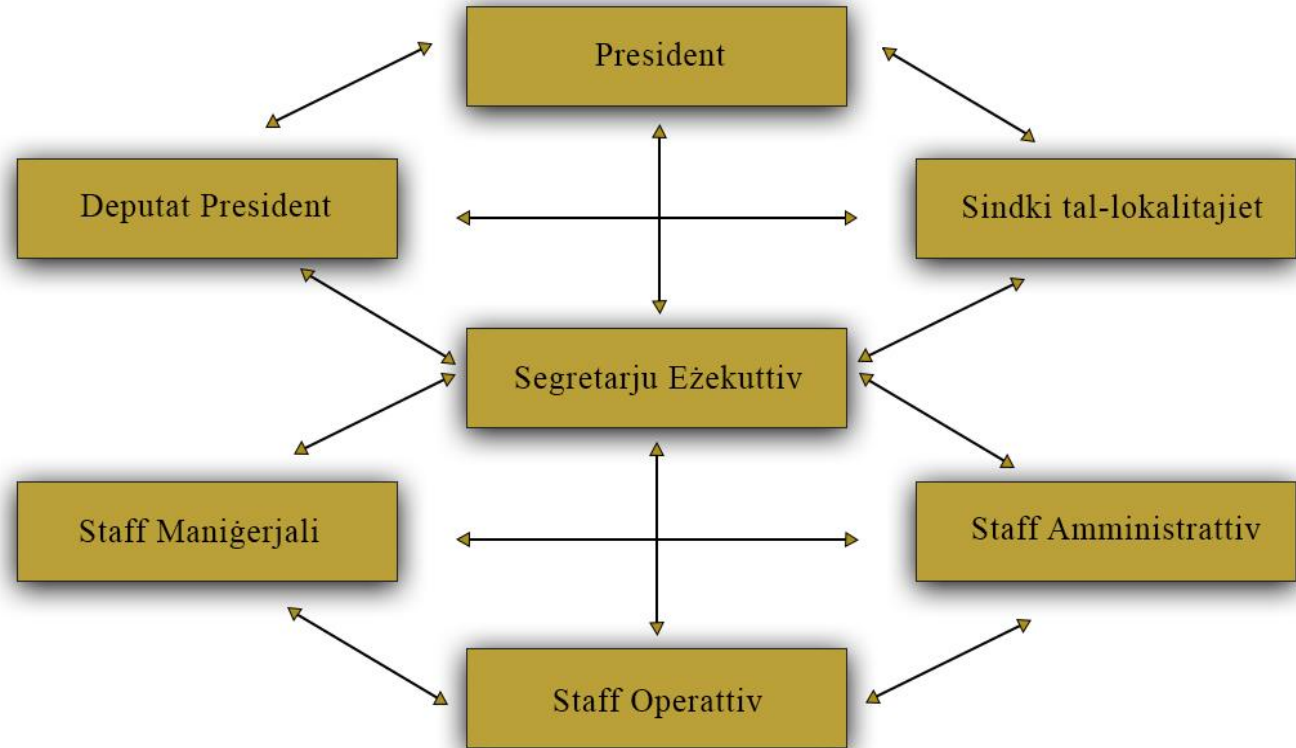 President
Deputat President
Sindki tal-lokalitajiet
Segretarju Eżekuttiv
Staff Maniġerjali
Staff Amministrattiv
Staff Operattiv